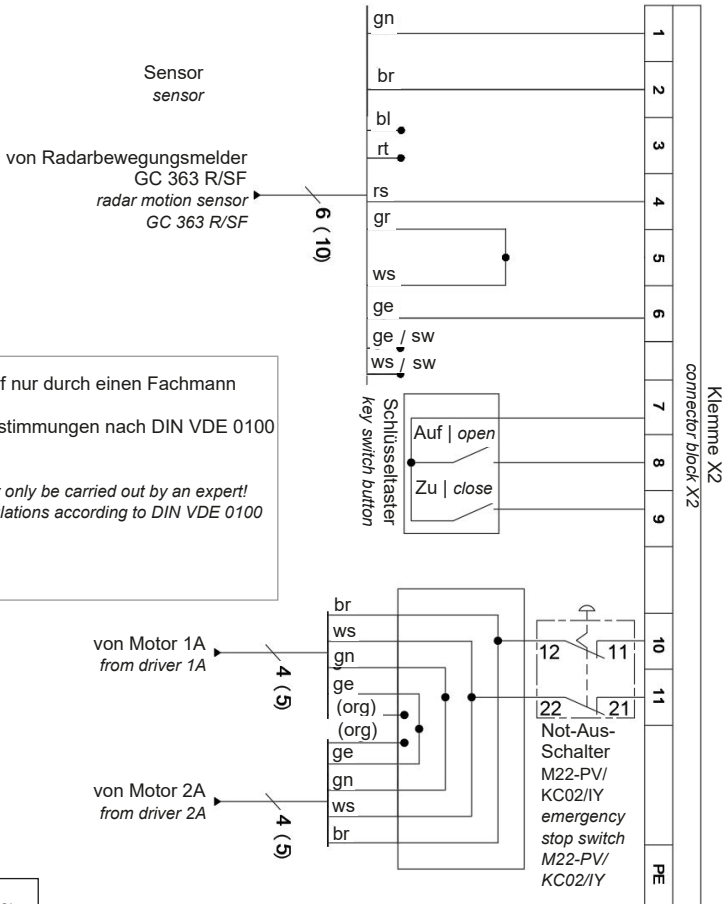 gn
br
bl
rt
rs
gr
ws
ge
ge / sw
ws / sw
Sensor
sensor
von Radarbewegungsmelder
GC 363 R/SF
radar motion sensor
GC 363 R/SF
6 (10)
f nur durch einen Fachmann
stimmungen nach DIN VDE 0100
only be carried out by an expert!
lations according to DIN VDE 0100
Schlüsseltaster
key switch button
Auf | open
Zu | close
von Motor 1A
from driver 1A
4 (5)
br
ws
gn
ge
(org)
(org)
ge
gn
ws
br
von Motor 2A
from driver 2A
4 (5)
12
11
22
21
Not-Aus-
Schalter
M22-PV/
KC02/IY
emergency
stop switch
M22-PV/
KC02/IY
1
2
3
4
5
6
7
8
9
10
11
PE
Klemme X2
connector block X2